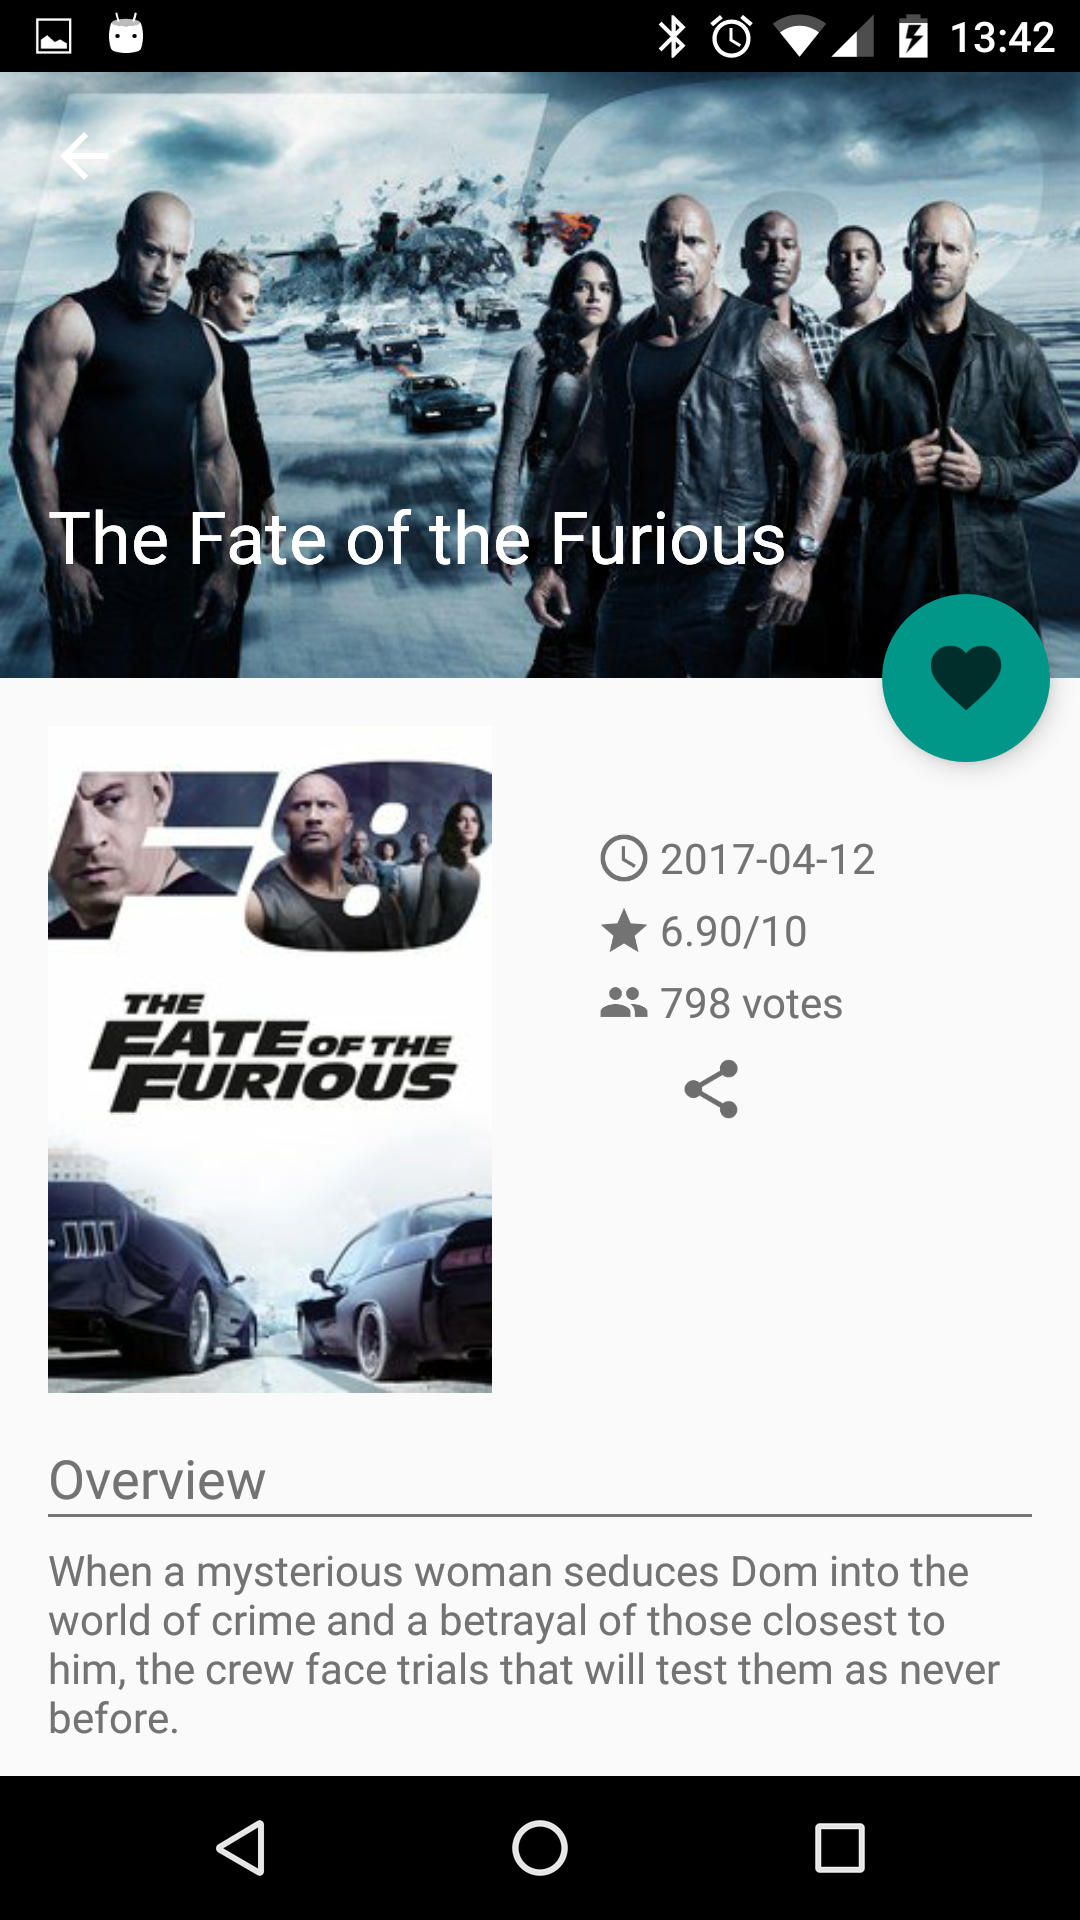 13:42
The Fate of the Furious
F8
THE
FATE OF THE
FURIOUS
2017-04-12
6.90/10
798 votes
Overview
When a mysterious woman seduces Dom into the
world of crime and a betrayal of those closest to
him, the crew face trials that will test them as never
before.